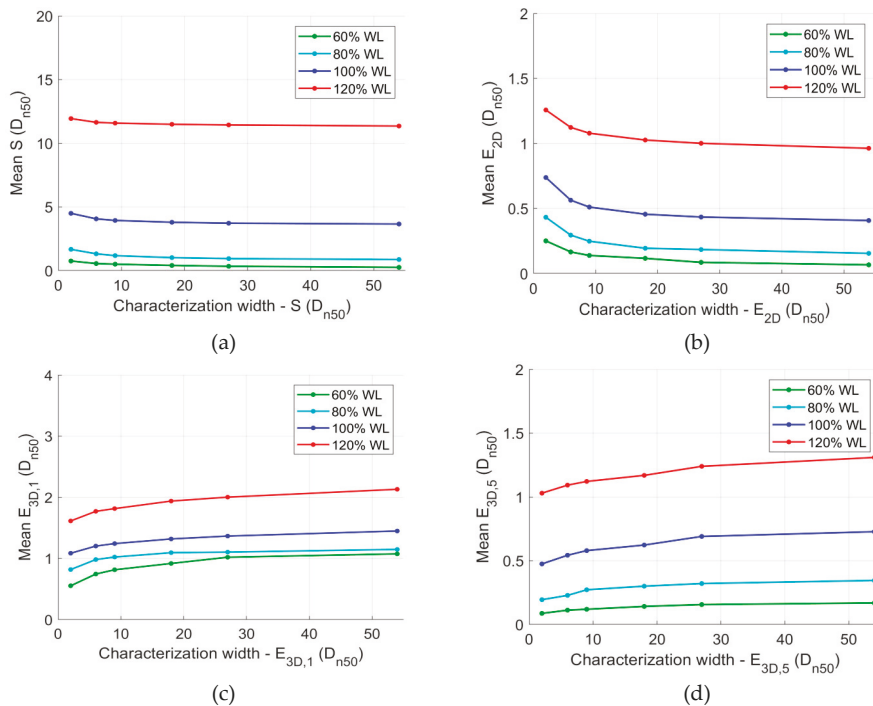 20
15
10
5
0
Mean S (Dn50)
60% WL
80% WL
100% WL
120% WL
0 10 20 30 40 50
Characterization width - S (Dn50)
(a)
2
1.5
1
0.5
0
Mean E2D (Dn50)
60% WL
80% WL
100% WL
120% WL
0 10 20 30 40 50
Characterization width - E2D (Dn50)
(b)
4
3
2
1
0
Mean E3D,1 (Dn50)
60% WL
80% WL
100% WL
120% WL
0 10 20 30 40 50
Characterization width - E3D,1 (Dn50)
(c)
2
1.5
1
0.5
0
Mean E3D,5 (Dn50)
60% WL
80% WL
100% WL
120% WL
0 10 20 30 40 50
Characterization width - E3D,5 (Dn50)
(d)